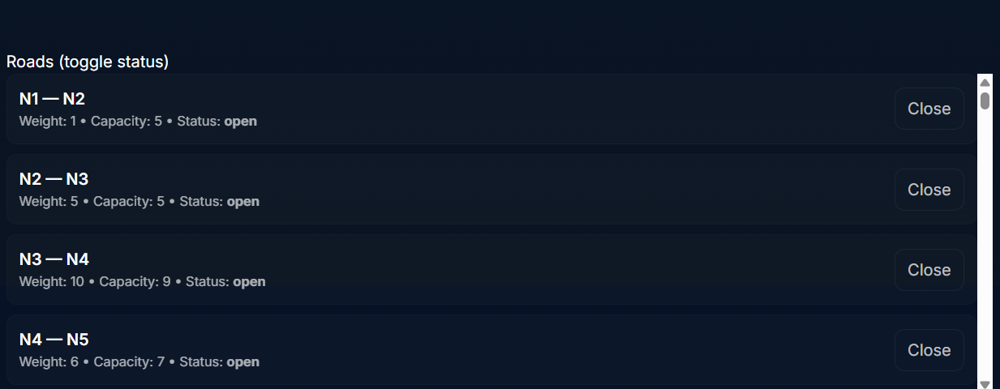 Roads (toggle status)
N1 — N2
Weight: 1 • Capacity: 5 • Status: open
Close
N2 — N3
Weight: 5 • Capacity: 5 • Status: open
Close
N3 — N4
Weight: 10 • Capacity: 9 • Status: open
Close
N4 — N5
Weight: 6 • Capacity: 7 • Status: open
Close